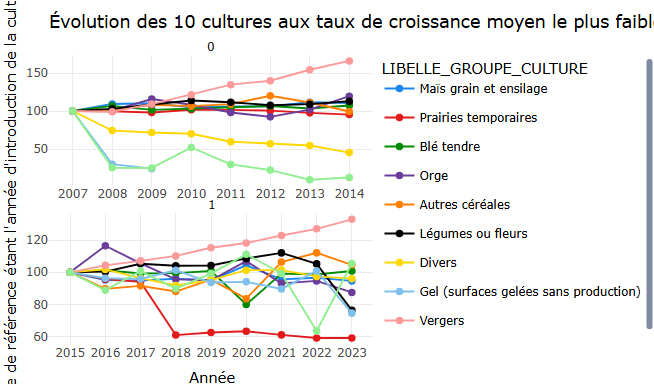 Évolution des 10 cultures aux taux de croissance moyen le plus faibl
e de référence étant l'année d'introduction de la cult
0
150
100
50
2007 2008 2009 2010 2011 2012 2013 2014
1
120
100
80
60
2015 2016 2017 2018 2019 2020 2021 2022 2023
Année
LIBELLE_GROUPE_CULTURE
Maïs grain et ensilage
Prairies temporaires
Blé tendre
Orge
Autres céréales
Légumes ou fleurs
Divers
Gel (surfaces gelées sans production)
Vergers